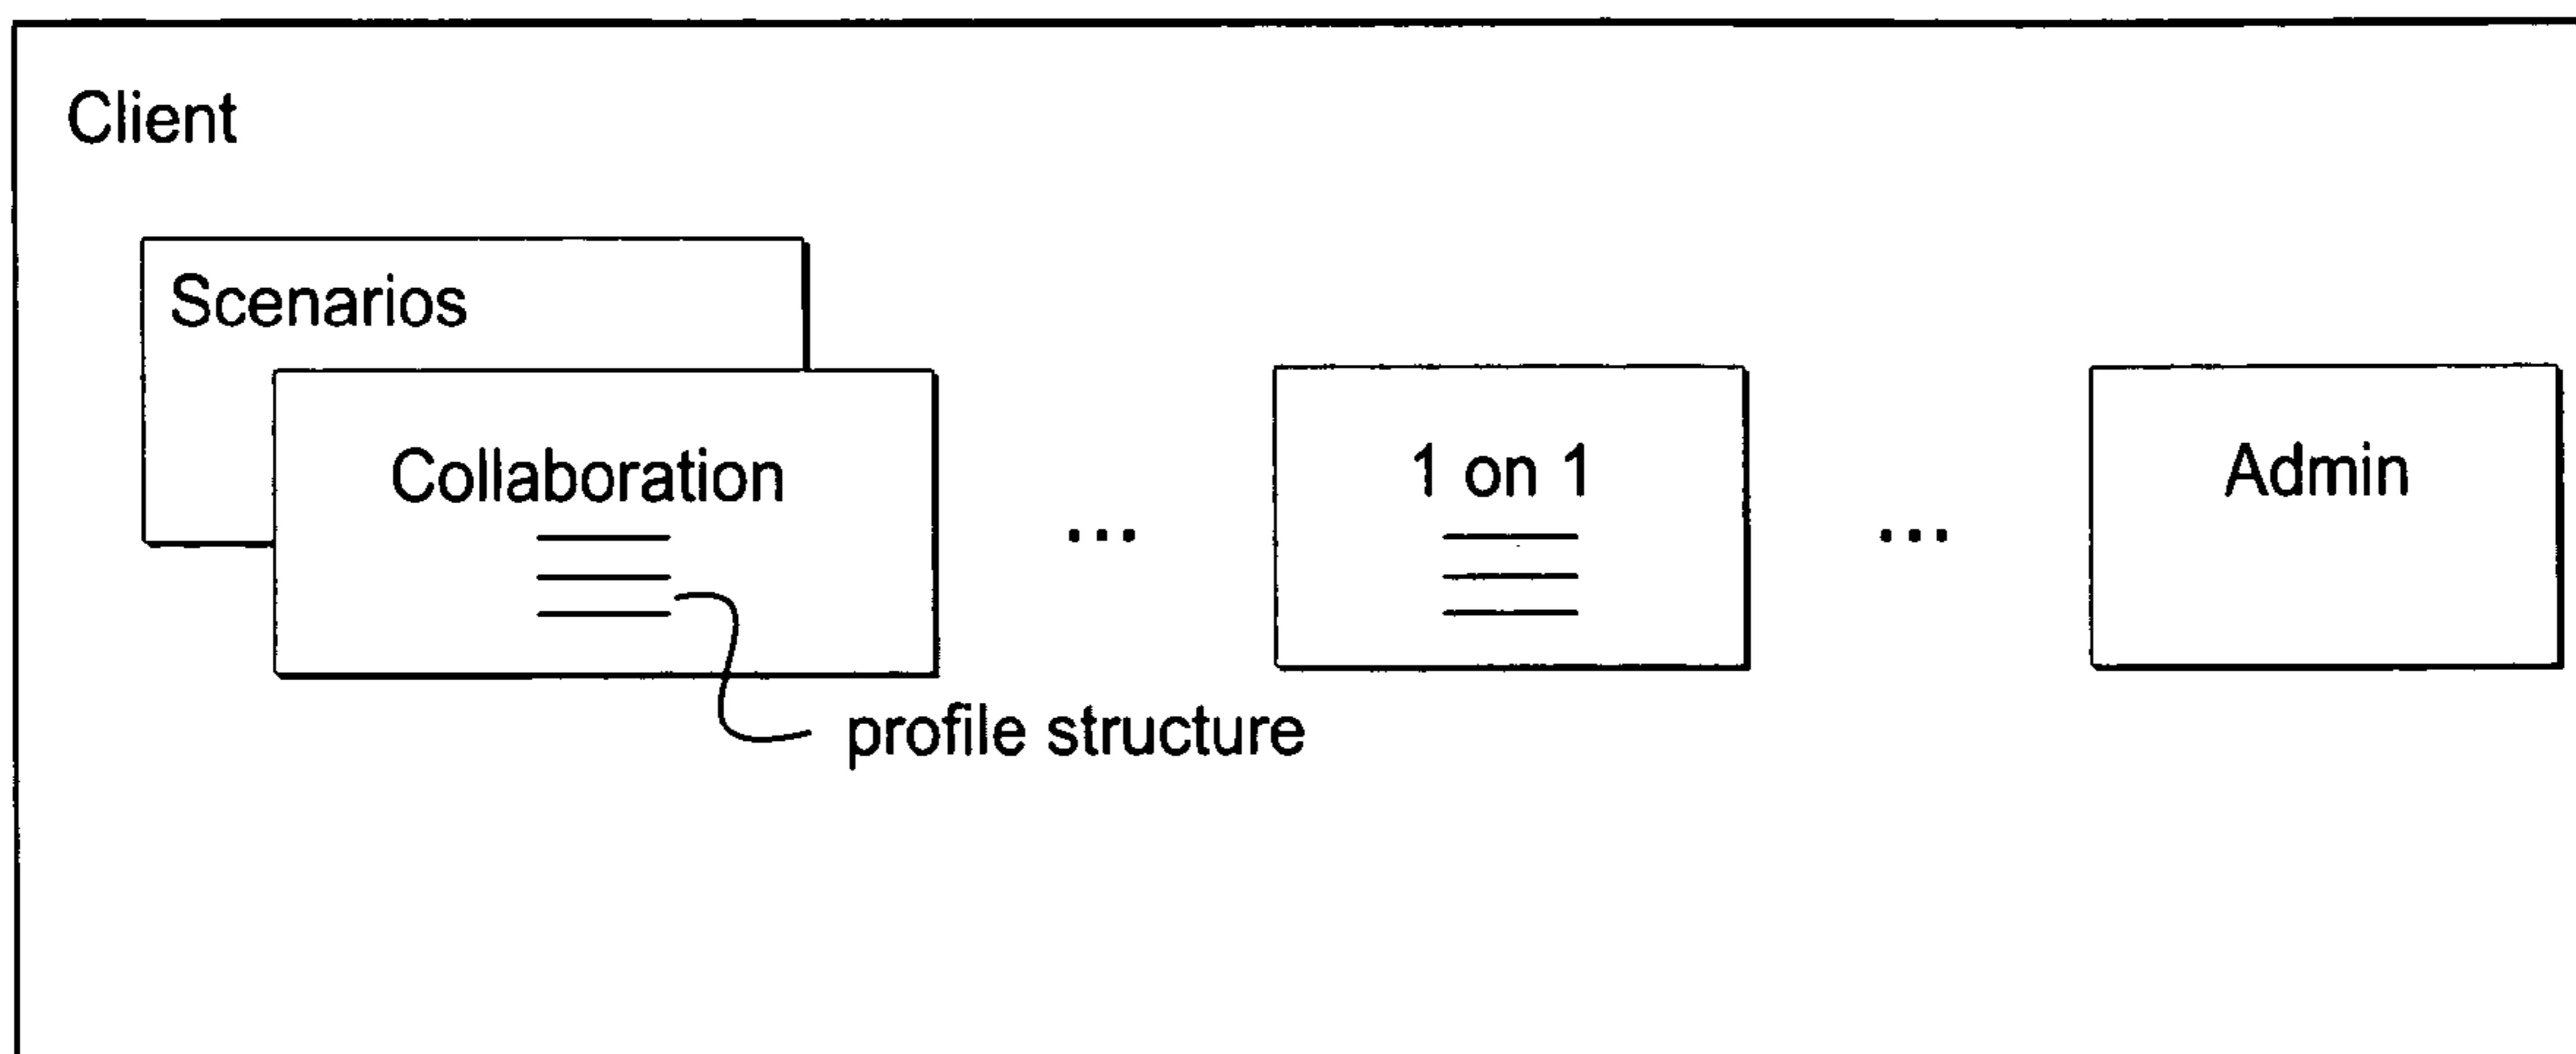 Client
Scenarios
Collaboration
...
1 on 1
...
Admin
profile structure